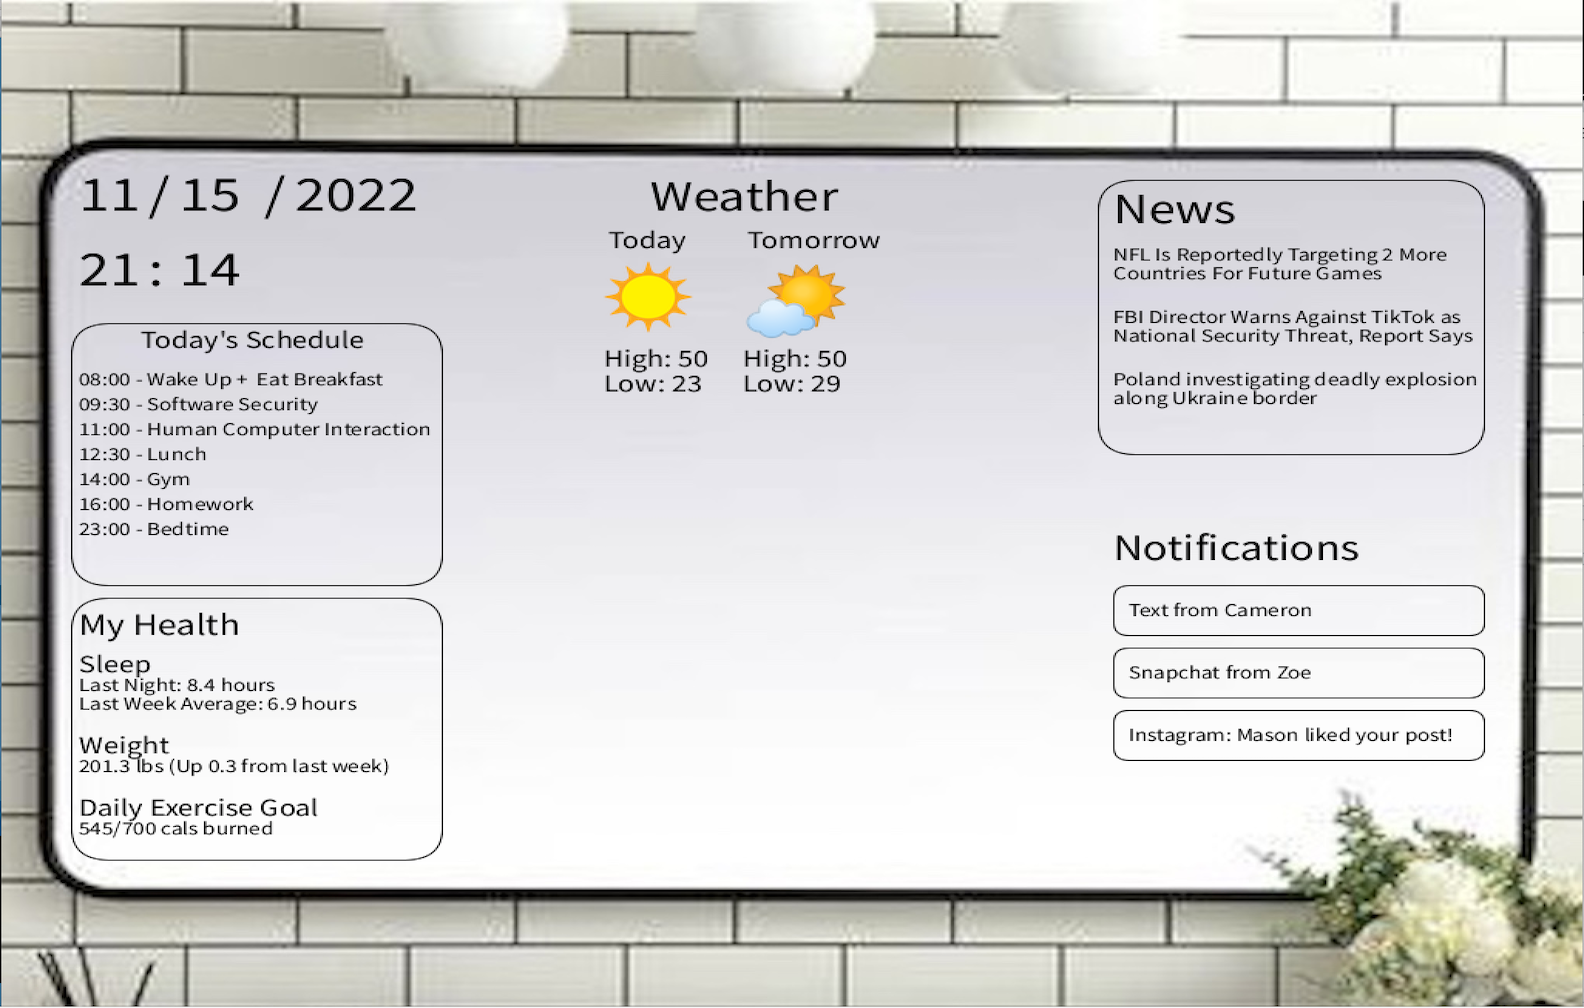 11/15 /2022
21:14
Today's Schedule
08:00 - Wake Up + Eat Breakfast
09:30 - Software Security
11:00 - Human Computer Interaction
12:30 - Lunch
14:00 - Gym
16:00 - Homework
23:00 - Bedtime
My Health
Sleep
Last Night: 8.4 hours
Last Week Average: 6.9 hours
Weight
201.3 lbs (Up 0.3 from last week)
Daily Exercise Goal
545/700 cals burned
Weather
Today Tomorrow
High: 50 High: 50
Low: 23 Low: 29
News
NFL Is Reportedly Targeting 2 More
Countries For Future Games
FBI Director Warns Against TikTok as
National Security Threat, Report Says
Poland investigating deadly explosion
along Ukraine border
Notifications
Text from Cameron
Snapchat from Zoe
Instagram: Mason liked your post!